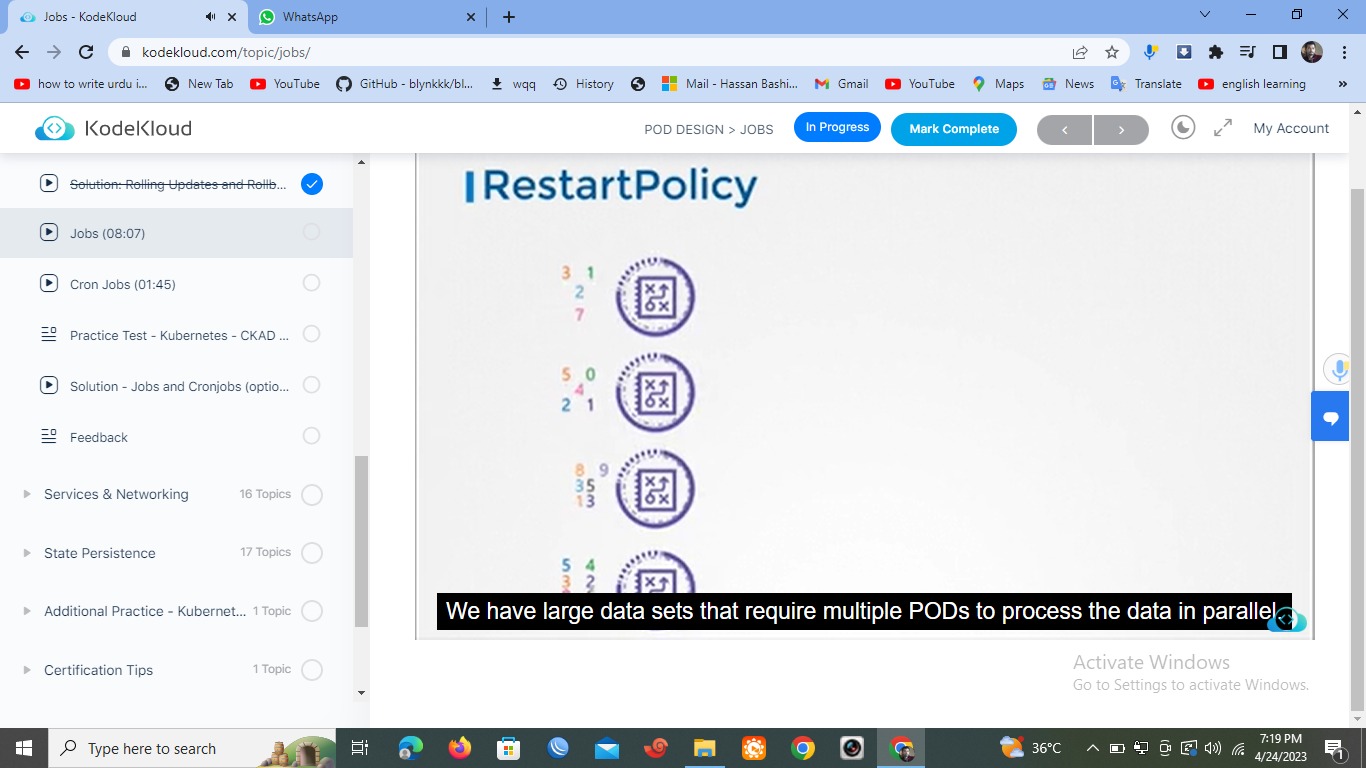 Jobs - KodeKloud
WhatsApp
kodekloud.com/topic/jobs/
how to write urdu i...
New Tab
YouTube
GitHub - blynkkk/bl...
wqq
History
Mail - Hassan Bashi...
Gmail
YouTube
Maps
News
Translate
english learning
»
KodeKloud
POD DESIGN > JOBS
In Progress
Mark Complete
My Account
Solution: Rolling Updates and Rollb...
Jobs (08:07)
Cron Jobs (01:45)
Practice Test - Kubernetes - CKAD ...
Solution - Jobs and Cronjobs (optio...
Feedback
Services & Networking 16 Topics
State Persistence 17 Topics
Additional Practice - Kubernet... 1 Topic
Certification Tips 1 Topic
RestartPolicy
3 1
2
7
5 0
4
2 1
8 9
3 5
1 3
5 4
3 2
We have large data sets that require multiple PODs to process the data in parallel.
Activate Windows
Go to Settings to activate Windows.
Type here to search
36°C
7:19 PM
4/24/2023
1